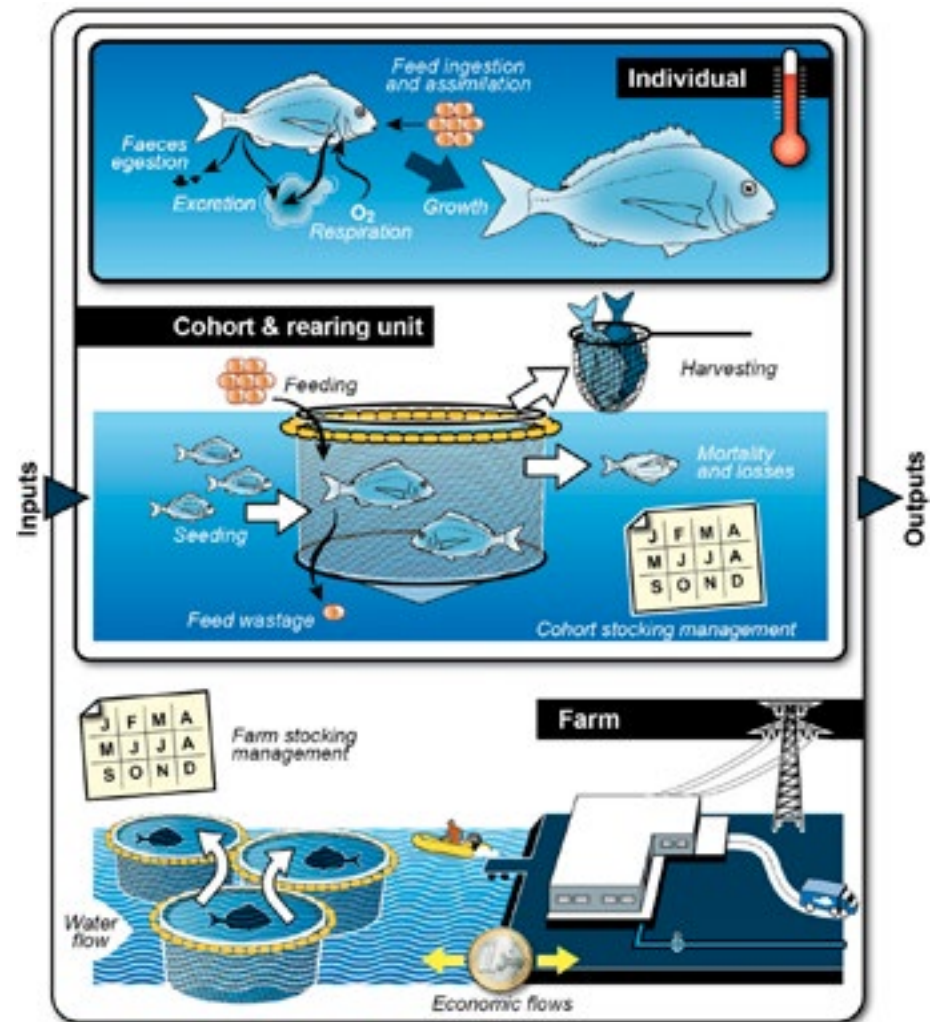 Feed ingestion
and assimilation
Individual
Faeces
egestion
Excretion
O2
Respiration
Growth
Cohort & rearing unit
Feeding
Harvesting
Mortality
and losses
Seeding
Inputs
Outputs
J F M A
M J J A
S O N D
Feed wastage
Cohort stocking management
J F M A
M J J A
S O N D
Farm stocking
management
Farm
Water
flow
1
Economic flows